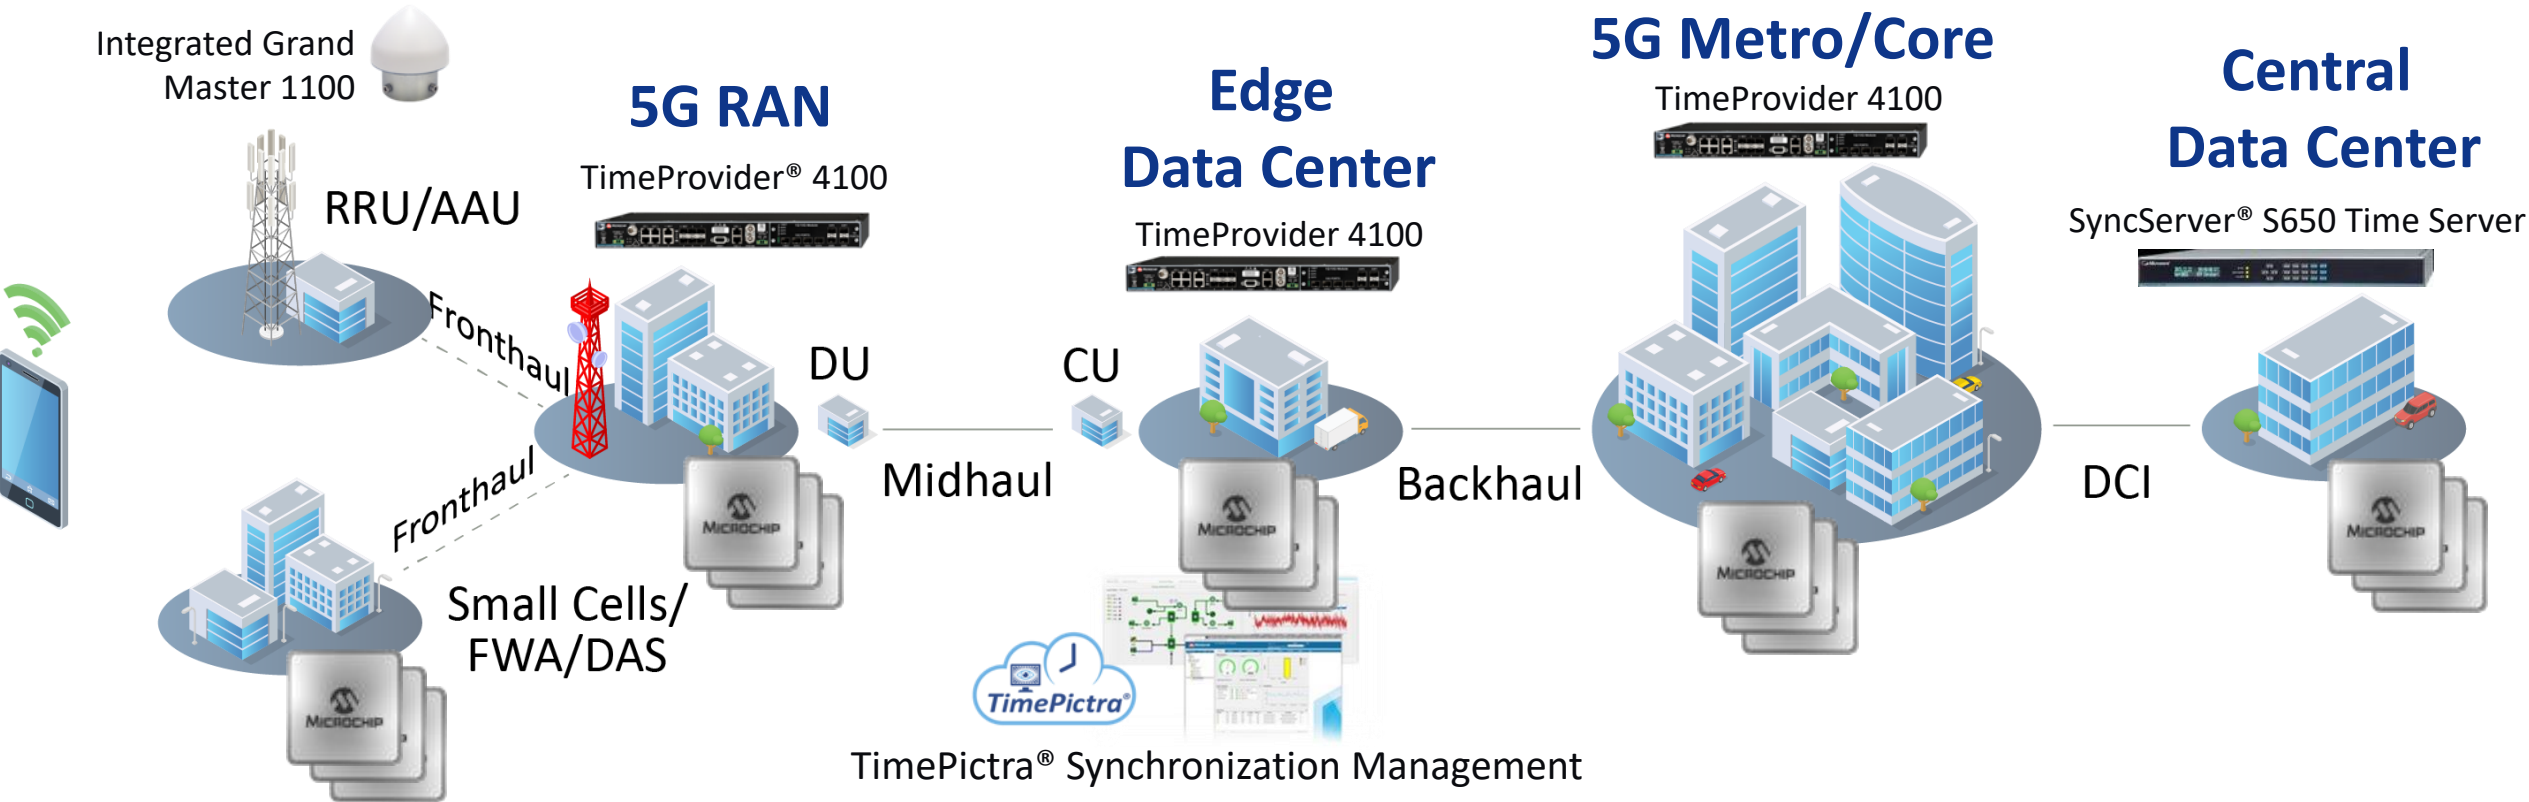 Integrated Grand
Master 1100
RRU/AAU
5G RAN
TimeProvider® 4100
Edge
Data Center
TimeProvider 4100
5G Metro/Core
TimeProvider 4100
Central
Data Center
SyncServer® S650 Time Server
Fronthaul
Fronthaul
DU
Midhaul
CU
Backhaul
DCI
Small Cells/
FWA/DAS
MICROCHIP
MICROCHIP
MICROCHIP
MICROCHIP
MICROCHIP
TimePictra®
TimePictra® Synchronization Management